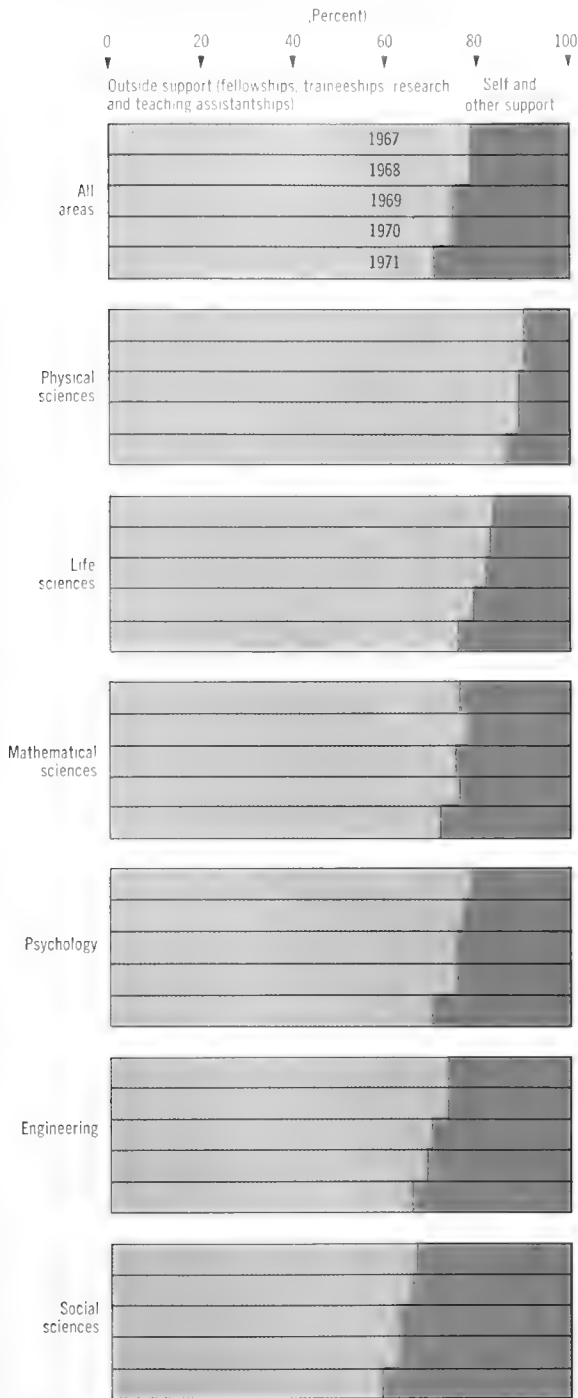 ,Percent)
0 20 40 60 80 100
Outside support (fellowships, traineeships research
and teaching assistantships)
Self and
other support
All
areas
1967
1968
1969
1970
1971
Physical
sciences
Life
sciences
Mathematical
sciences
Psychology
Engineering
Social
sciences